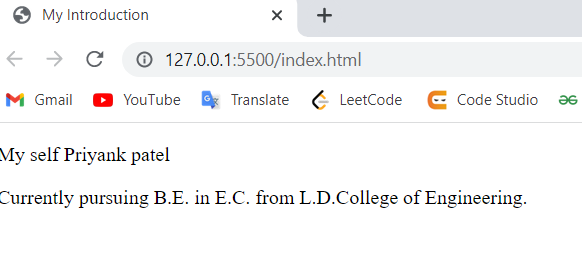 My Introduction
127.0.0.1:5500/index.html
Gmail YouTube Translate LeetCode Code Studio
My self Priyank patel
Currently pursuing B.E. in E.C. from L.D.College of Engineering.